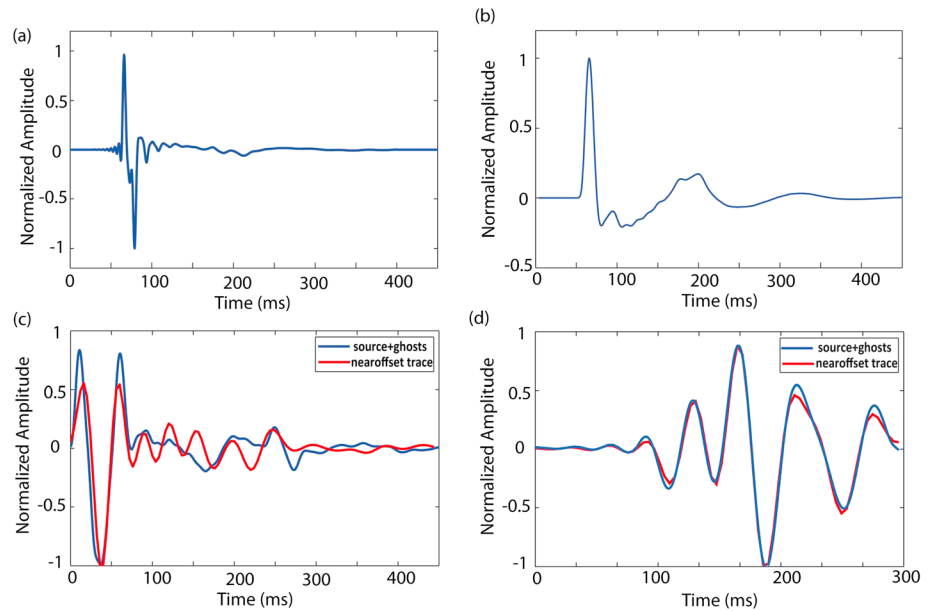 (a)
Normalized Amplitude
1
0.5
0
-0.5
-1
0 100 200 300 400
Time (ms)
(b)
Normalized Amplitude
1
0.5
0
-0.5
0 100 200 300 400
Time (ms)
(c)
Normalized Amplitude
1
0.5
0
-0.5
-1
0 100 200 300 400
Time (ms)
source+ghosts
nearoffset trace
(d)
Normalized Amplitude
1
0.5
0
-0.5
-1
0 100 200 300
Time (ms)
source+ghosts
nearoffset trace